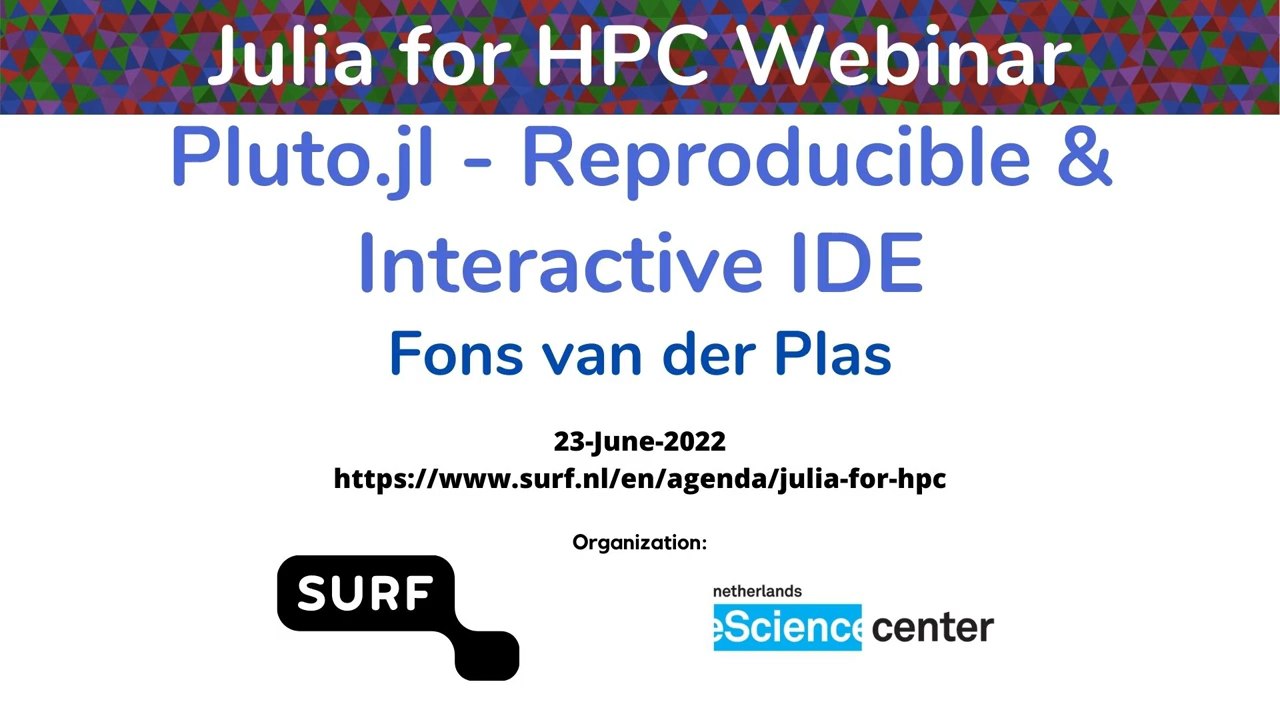 Julia for HPC Webinar
Pluto.jl - Reproducible &
Interactive IDE
Fons van der Plas
23-June-2022
https://www.surf.nl/en/agenda/julia-for-hpc
Organization:
SURF
netherlands
eScience center